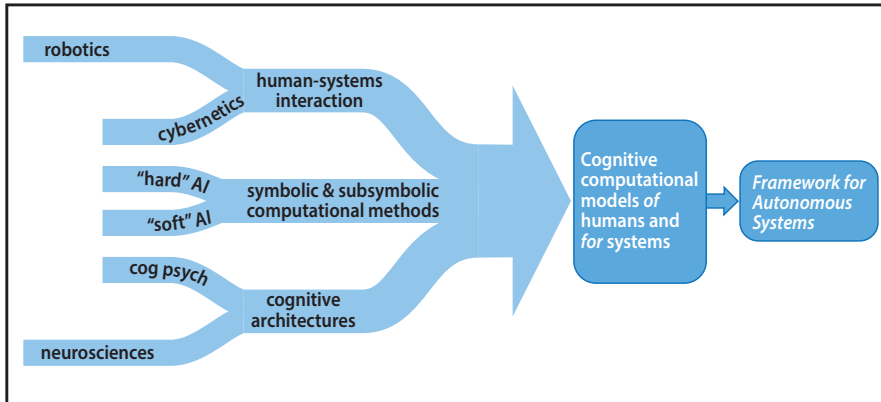 robotics
cybernetics
human-systems
interaction
"hard" AI
"soft" AI
symbolic & subsymbolic
computational methods
cog psych
neurosciences
cognitive
architectures
Cognitive
computational
models of
humans and
for systems
Framework for
Autonomous
Systems